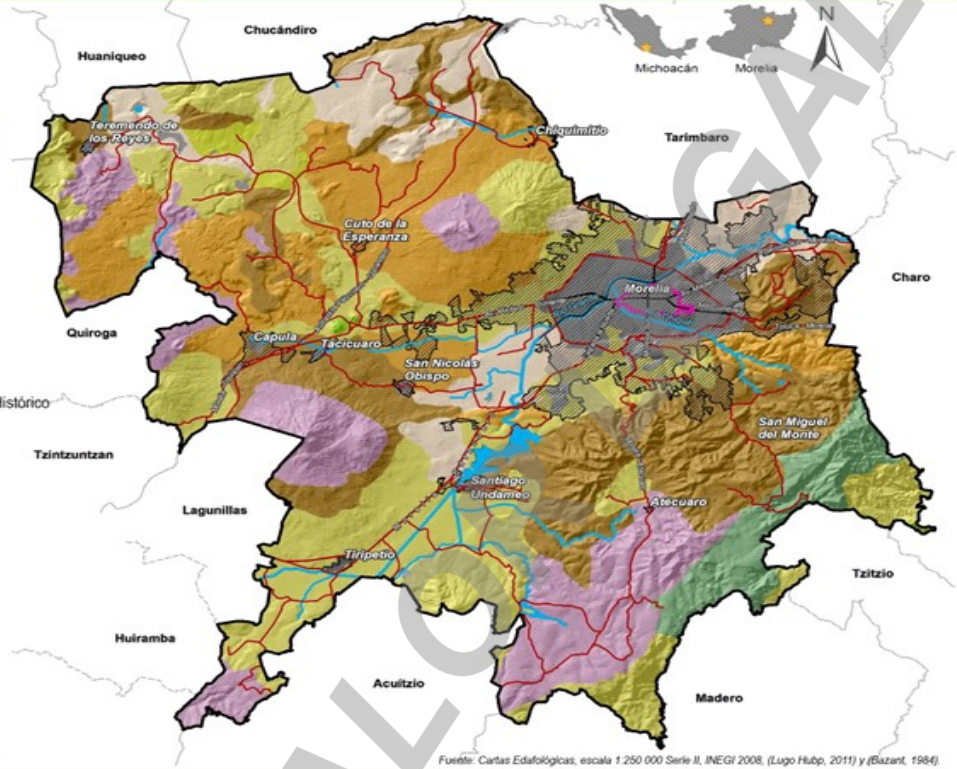 Chucándiro
Huaniqueo
N
Michoacán
Morelia
Teremendo de
los Reyes
Chiquimitio
Tarímbaro
Cuto de la
Esperanza
Morelia
Charo
Quiroga
Capula
Tacicuaro
San Nicolás
Obispo
Histórico
San Miguel
del Monte
Tzintzuntzan
Santiago
Undameo
Lagunillas
Atécuaro
Tiripetío
Tzitzio
Huiramba
Acuitzio
Madero
Fuente: Cartas Edafológicas, escala 1:250 000 Serie II, INEGI 2008, (Lugo Hubp, 2011) y (Bazant, 1984).